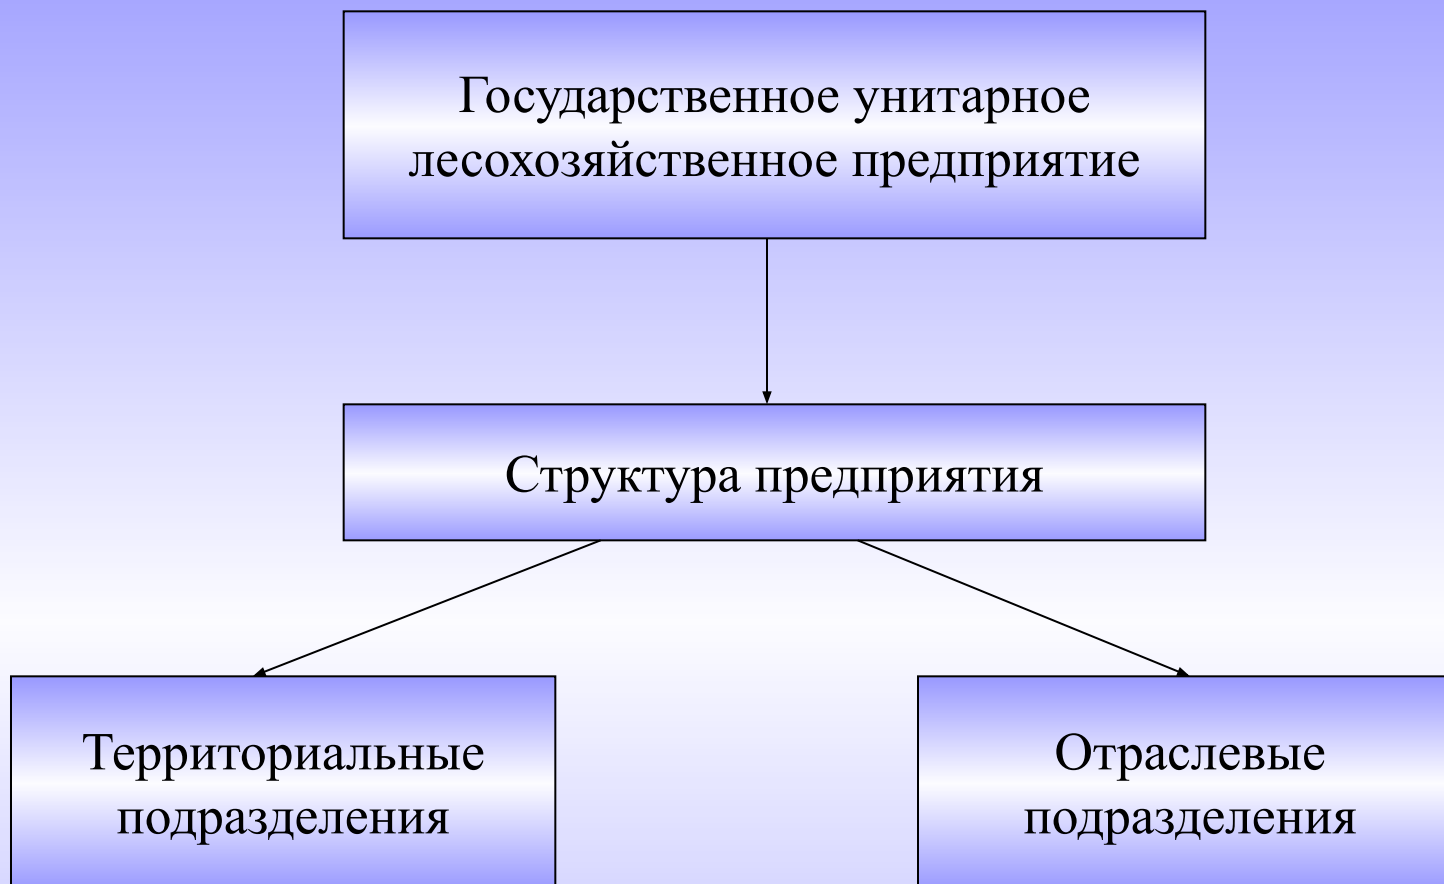 Государственное унитарное
лесохозяйственное предприятие
Структура предприятия
Территориальные
подразделения
Отраслевые
подразделения